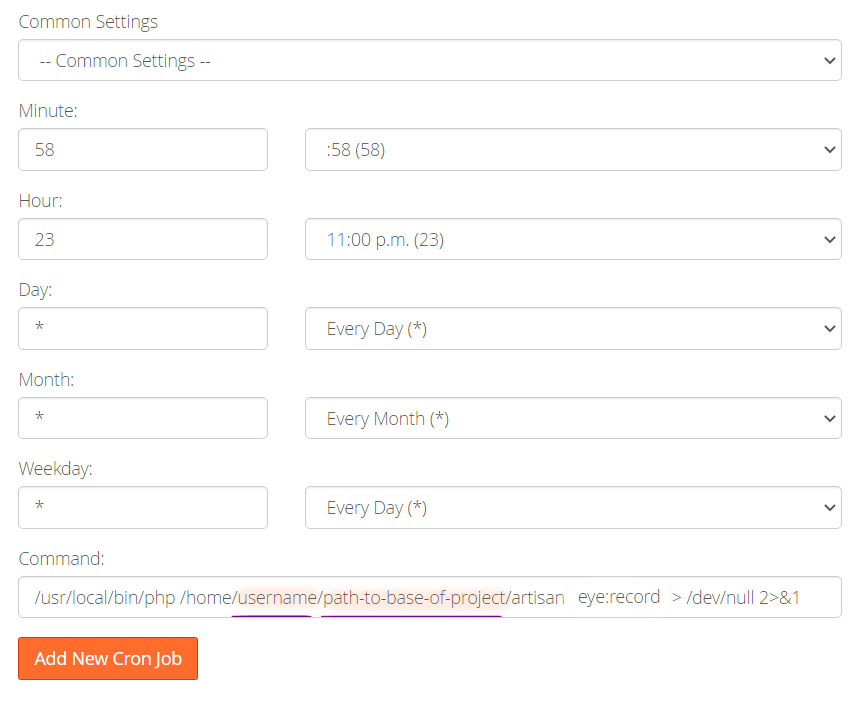 Common Settings
-- Common Settings --
Minute:
58 :58 (58)
Hour:
23 11:00 p.m. (23)
Day:
* Every Day (*)
Month:
* Every Month (*)
Weekday:
* Every Day (*)
Command:
/usr/local/bin/php /home/username/path-to-base-of-project/artisan eye:record > /dev/null 2>&1
Add New Cron Job